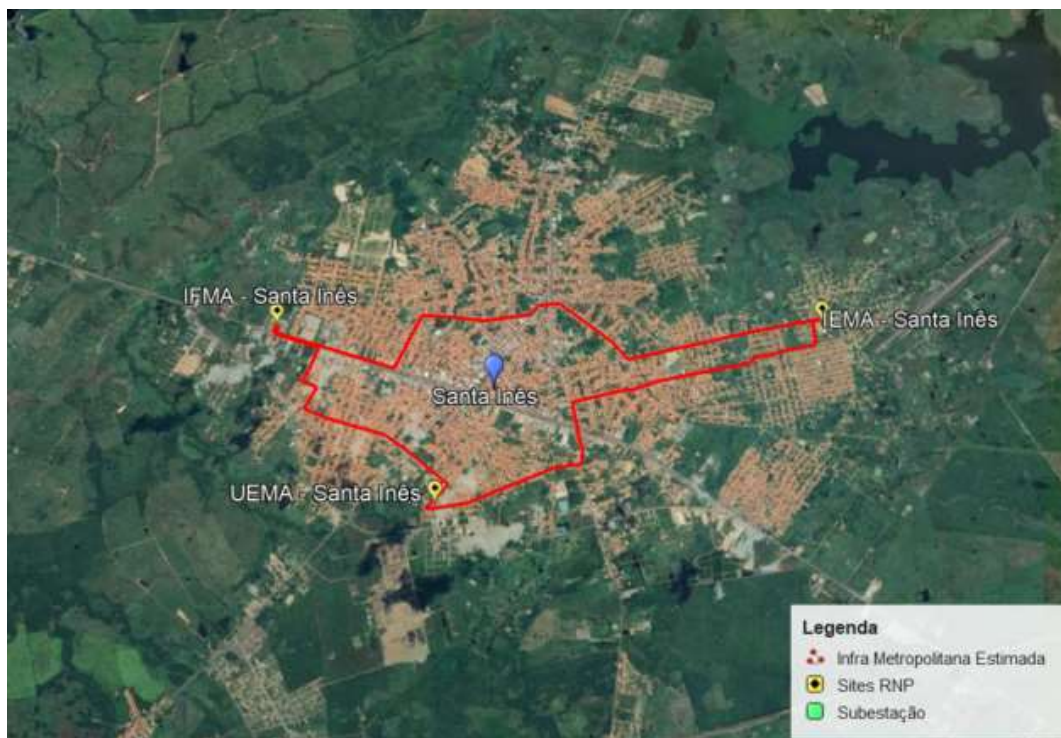 IFMA - Santa Inês
IEMA - Santa Inês
Santa Inês
UEMA - Santa Inês
Legenda
Infra Metropolitana Estimada
Sites RNP
Subestação